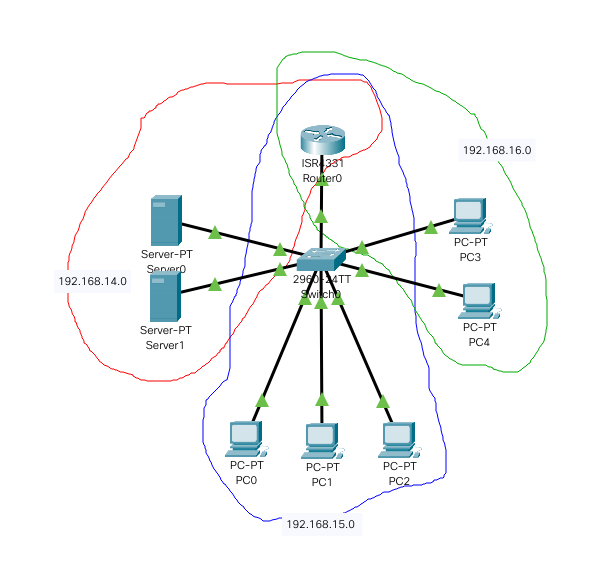 192.168.16.0
ISR4331
Router0
Server-PT
Server0
PC-PT
PC3
192.168.14.0
2960-24TT
Switch0
Server-PT
Server1
PC-PT
PC4
PC-PT
PC0
PC-PT
PC1
PC-PT
PC2
192.168.15.0